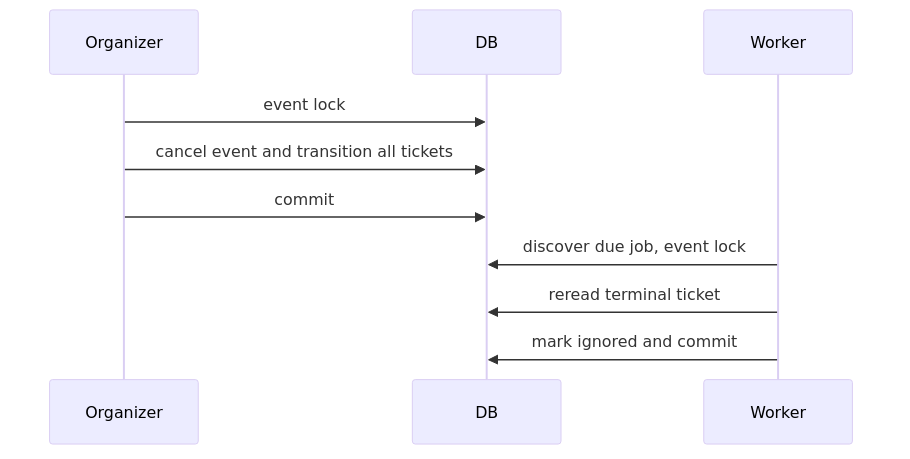 Organizer
DB
Worker
event lock
cancel event and transition all tickets
commit
discover due job, event lock
reread terminal ticket
mark ignored and commit
Organizer
DB
Worker